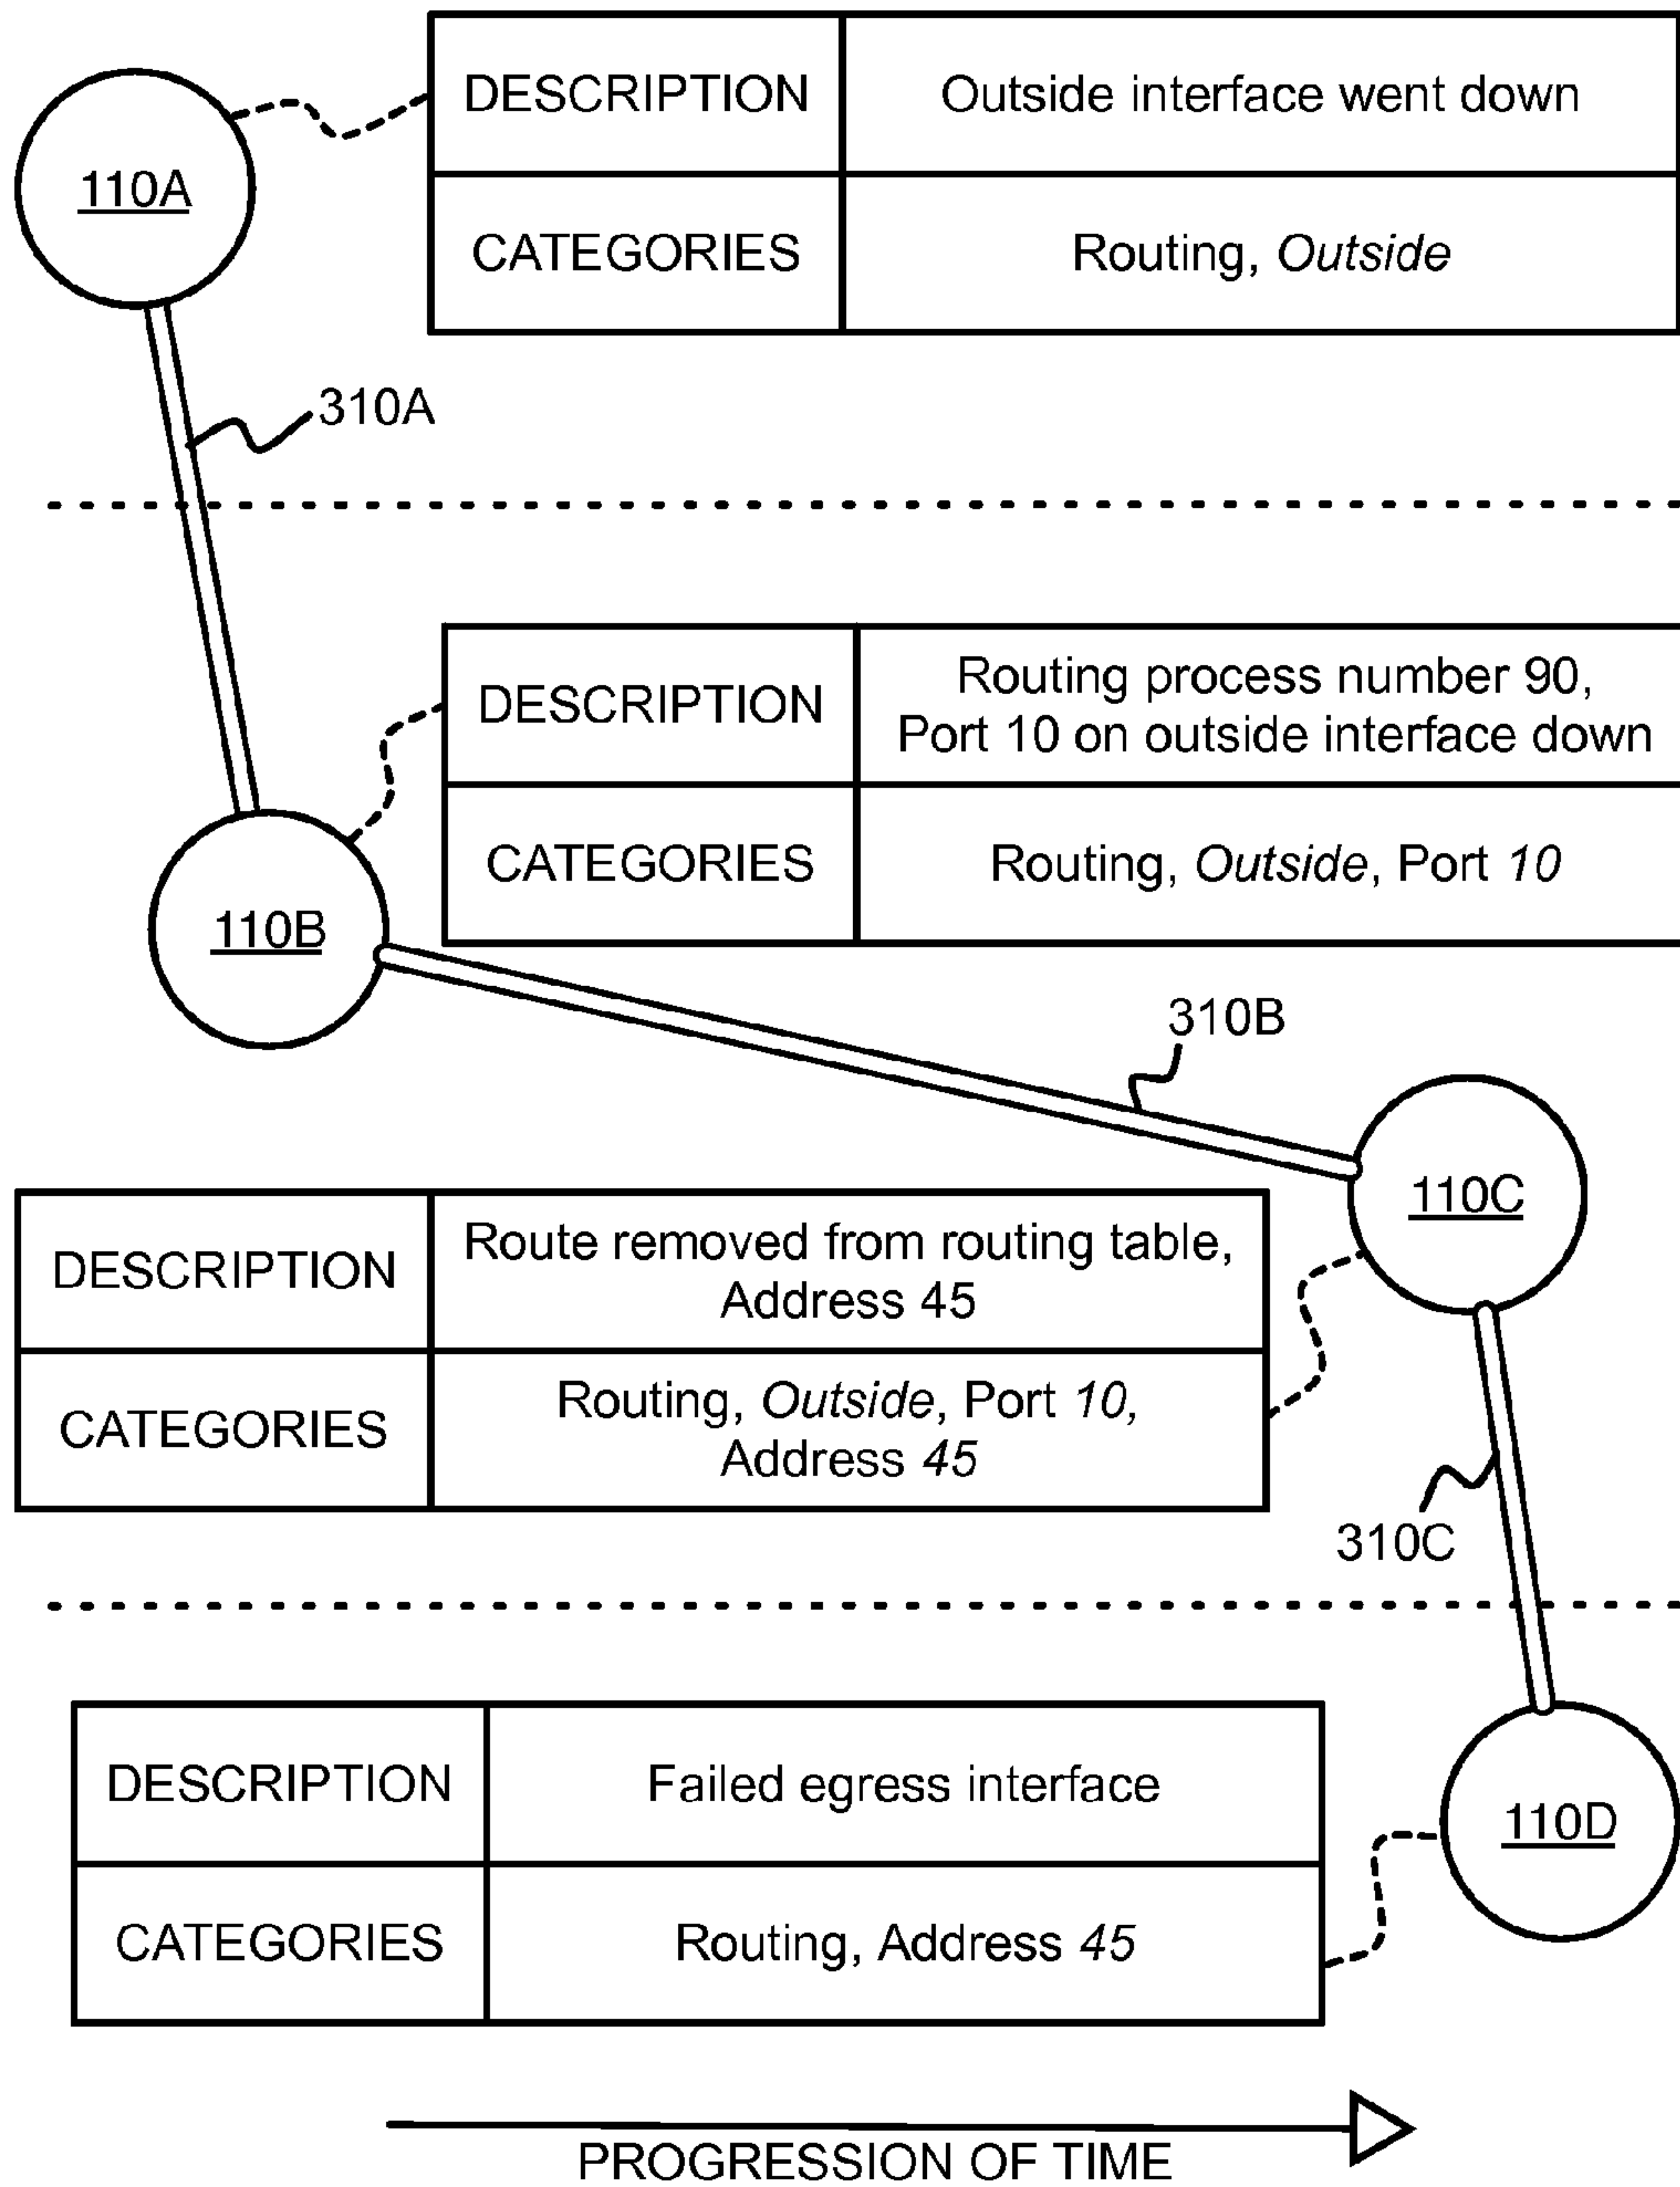 DESCRIPTION
Outside interface went down
110A
CATEGORIES
Routing, Outside
310A
DESCRIPTION
Routing process number 90,
Port 10 on outside interface down
CATEGORIES
Routing, Outside, Port 10
110B
310B
110C
DESCRIPTION
Route removed from routing table,
Address 45
CATEGORIES
Routing, Outside, Port 10,
Address 45
310C
DESCRIPTION
Failed egress interface
110D
CATEGORIES
Routing, Address 45
PROGRESSION OF TIME